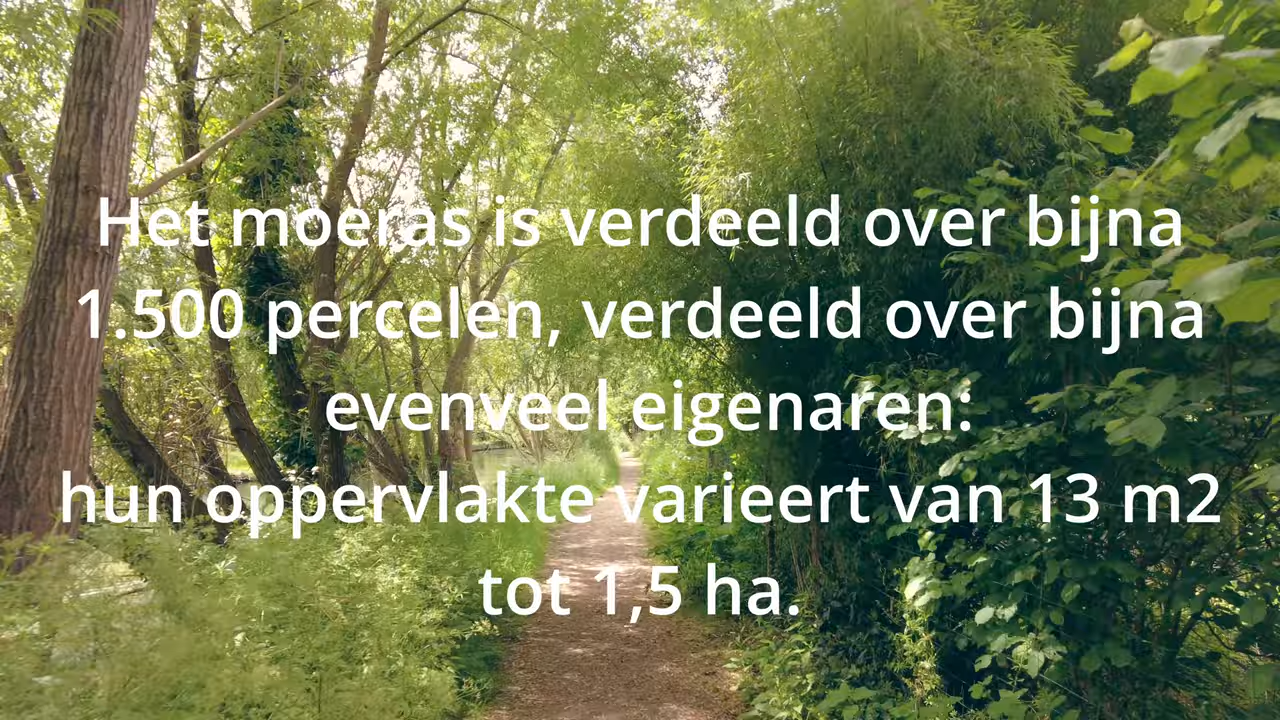 Het moeras is verdeeld over bijna
1.500 percelen, verdeeld over bijna
evenveel eigenaren:
hun oppervlakte varieert van 13 m2
tot 1,5 ha.